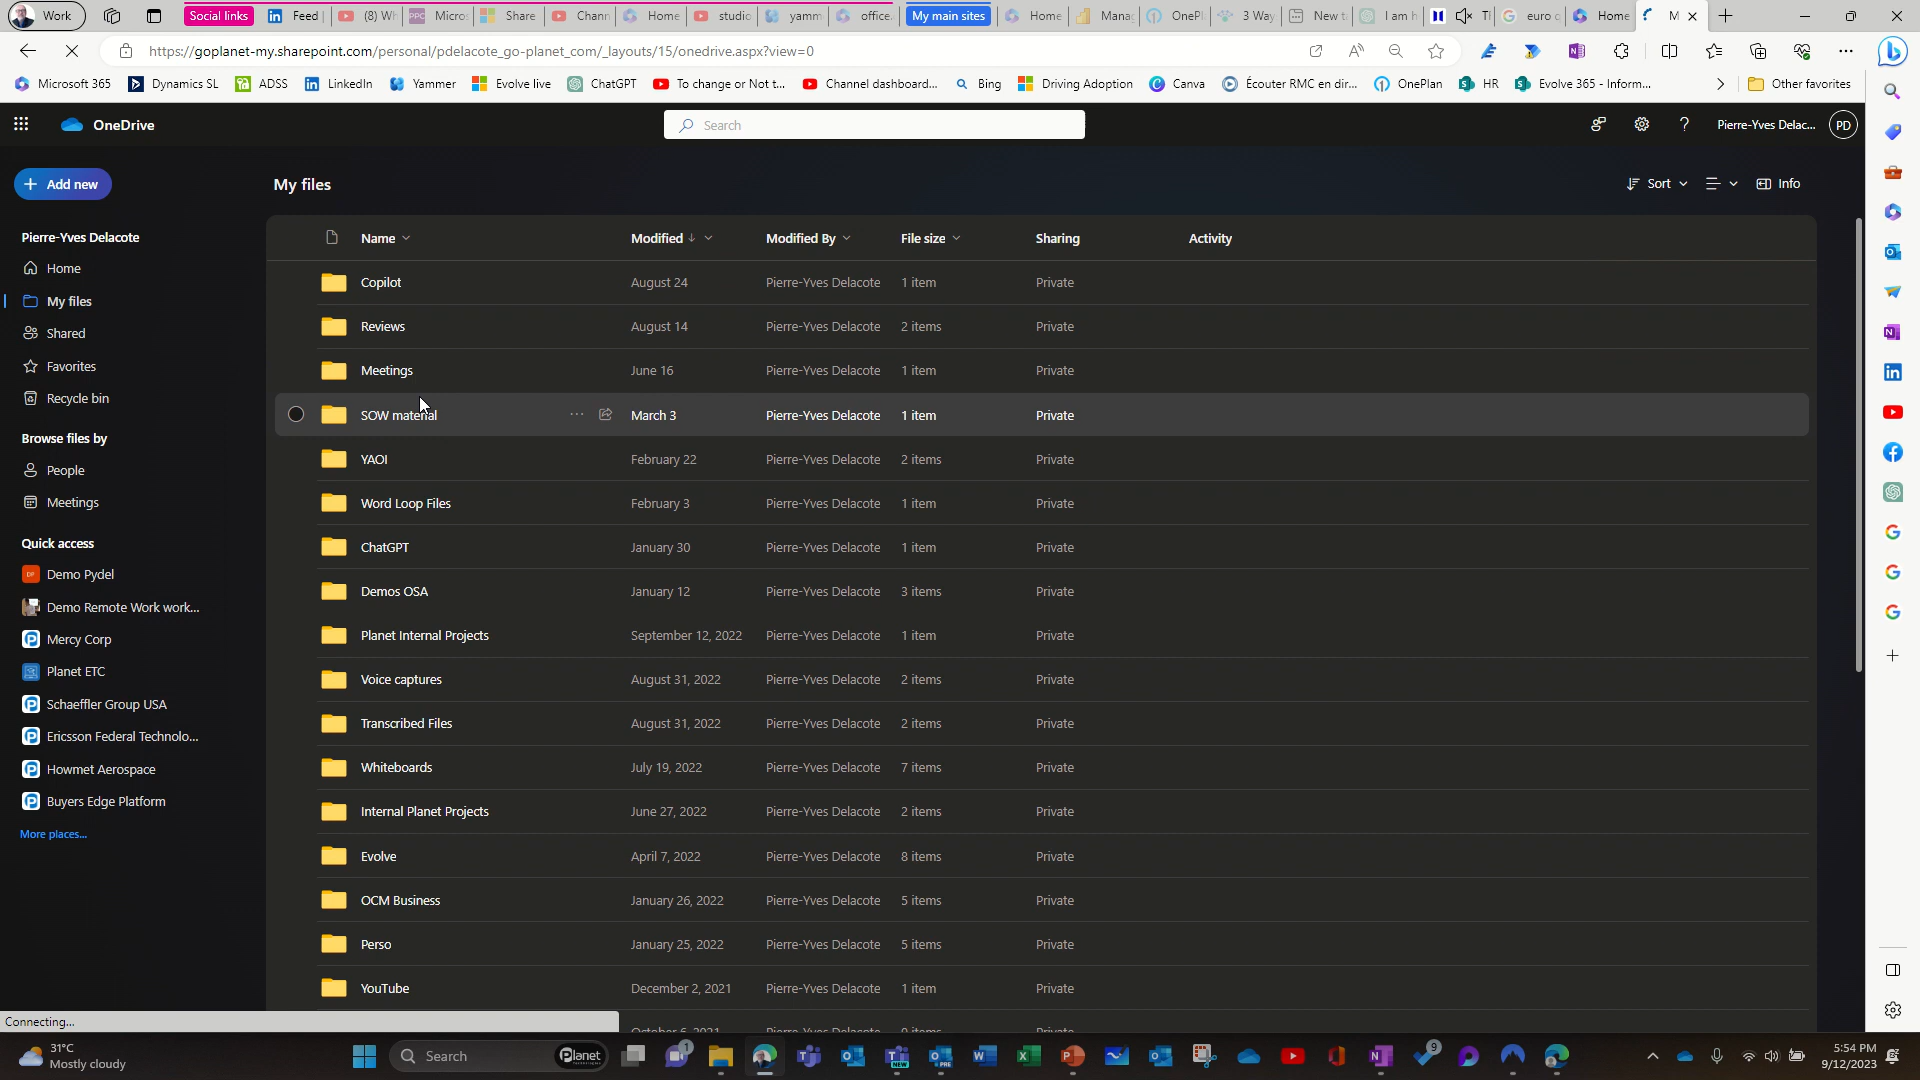 Work
Social links
Feed
(8) Wh
Micros
Share
Chann
Home
studio
yamm
office.
My main sites
Home
Manag
OnePl
3 Way
New t
I am h
euro
Home
https://goplanet-my.sharepoint.com/personal/pdelacote_go-planet_com/_layouts/15/onedrive.aspx?view=0
Microsoft 365 Dynamics SL ADSS LinkedIn Yammer Evolve live ChatGPT To change or Not t... Channel dashboard... Bing Driving Adoption Canva Écouter RMC en dir... OnePlan HR Evolve 365 - Inform... Other favorites
OneDrive
Search
Pierre-Yves Delac...
PD
Add new
My files
Sort
Info
Pierre-Yves Delacote
Home
My files
Shared
Favorites
Recycle bin
Browse files by
People
Meetings
Quick access
DP Demo Pydel
Demo Remote Work work...
Mercy Corp
Planet ETC
Schaeffler Group USA
Ericsson Federal Technolo...
Howmet Aerospace
Buyers Edge Platform
More places...
Name Modified Modified By File size Sharing Activity
Copilot August 24 Pierre-Yves Delacote 1 item Private
Reviews August 14 Pierre-Yves Delacote 2 items Private
Meetings June 16 Pierre-Yves Delacote 1 item Private
SOW material March 3 Pierre-Yves Delacote 1 item Private
YAOI February 22 Pierre-Yves Delacote 2 items Private
Word Loop Files February 3 Pierre-Yves Delacote 1 item Private
ChatGPT January 30 Pierre-Yves Delacote 1 item Private
Demos OSA January 12 Pierre-Yves Delacote 3 items Private
Planet Internal Projects September 12, 2022 Pierre-Yves Delacote 1 item Private
Voice captures August 31, 2022 Pierre-Yves Delacote 2 items Private
Transcribed Files August 31, 2022 Pierre-Yves Delacote 2 items Private
Whiteboards July 19, 2022 Pierre-Yves Delacote 7 items Private
Internal Planet Projects June 27, 2022 Pierre-Yves Delacote 2 items Private
Evolve April 7, 2022 Pierre-Yves Delacote 8 items Private
OCM Business January 26, 2022 Pierre-Yves Delacote 5 items Private
Perso January 25, 2022 Pierre-Yves Delacote 5 items Private
YouTube December 2, 2021 Pierre-Yves Delacote 1 item Private
Connecting...
31°C
Mostly cloudy
Search
Planet
1
9
5:54 PM
9/12/2023